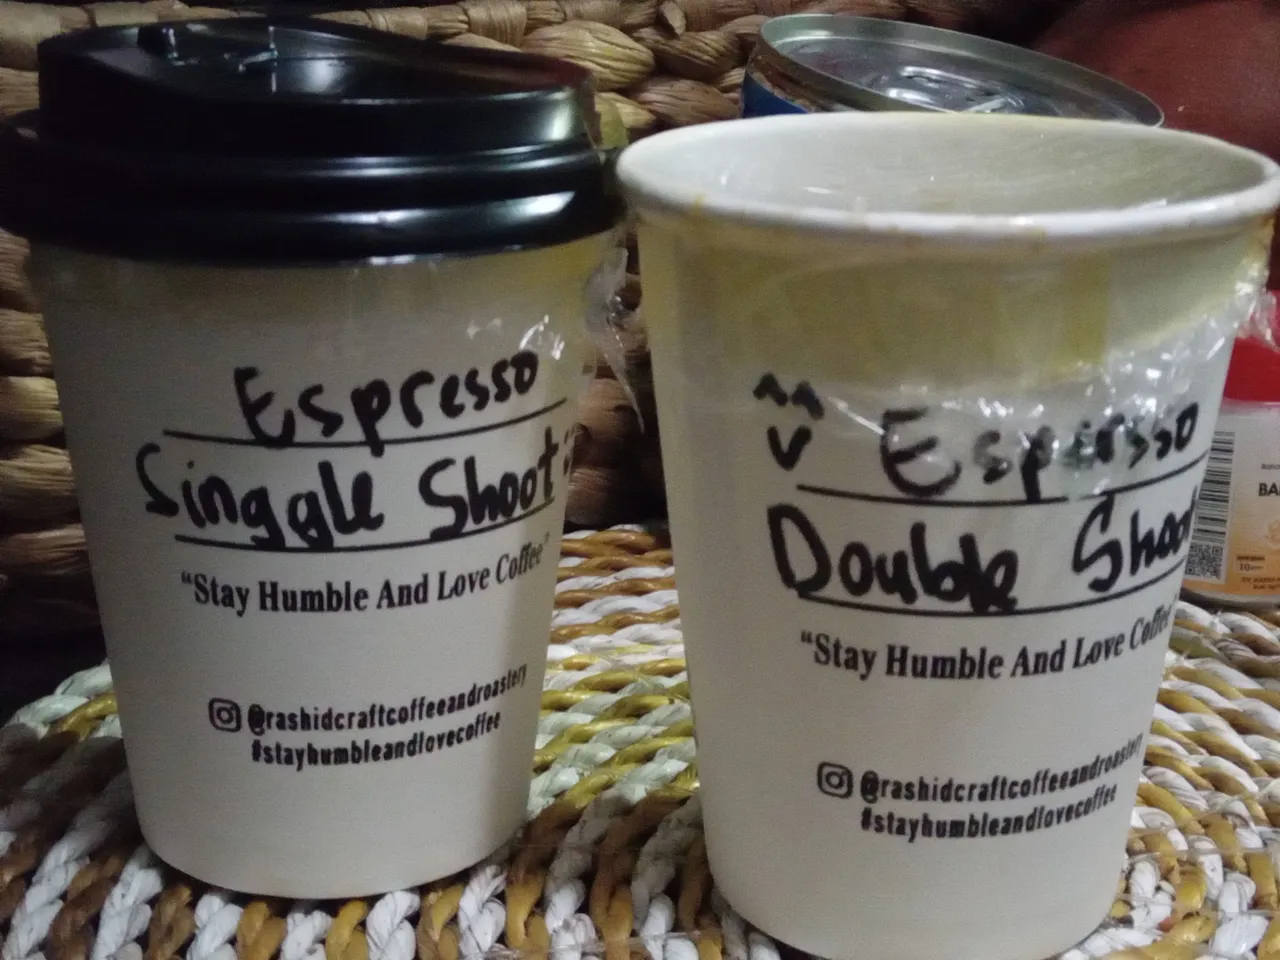 Espresso
Singgle Shoot
“Stay Humble And Love Coffee”
@rashidcraftcoffeeandroastery
#stayhumbleandlovecoffee
^^ Espresso
v
Double Shoot
“Stay Humble And Love Coffee
@rashidcraftcoffeeandroastery
#stayhumbleandlovecoffee
BA